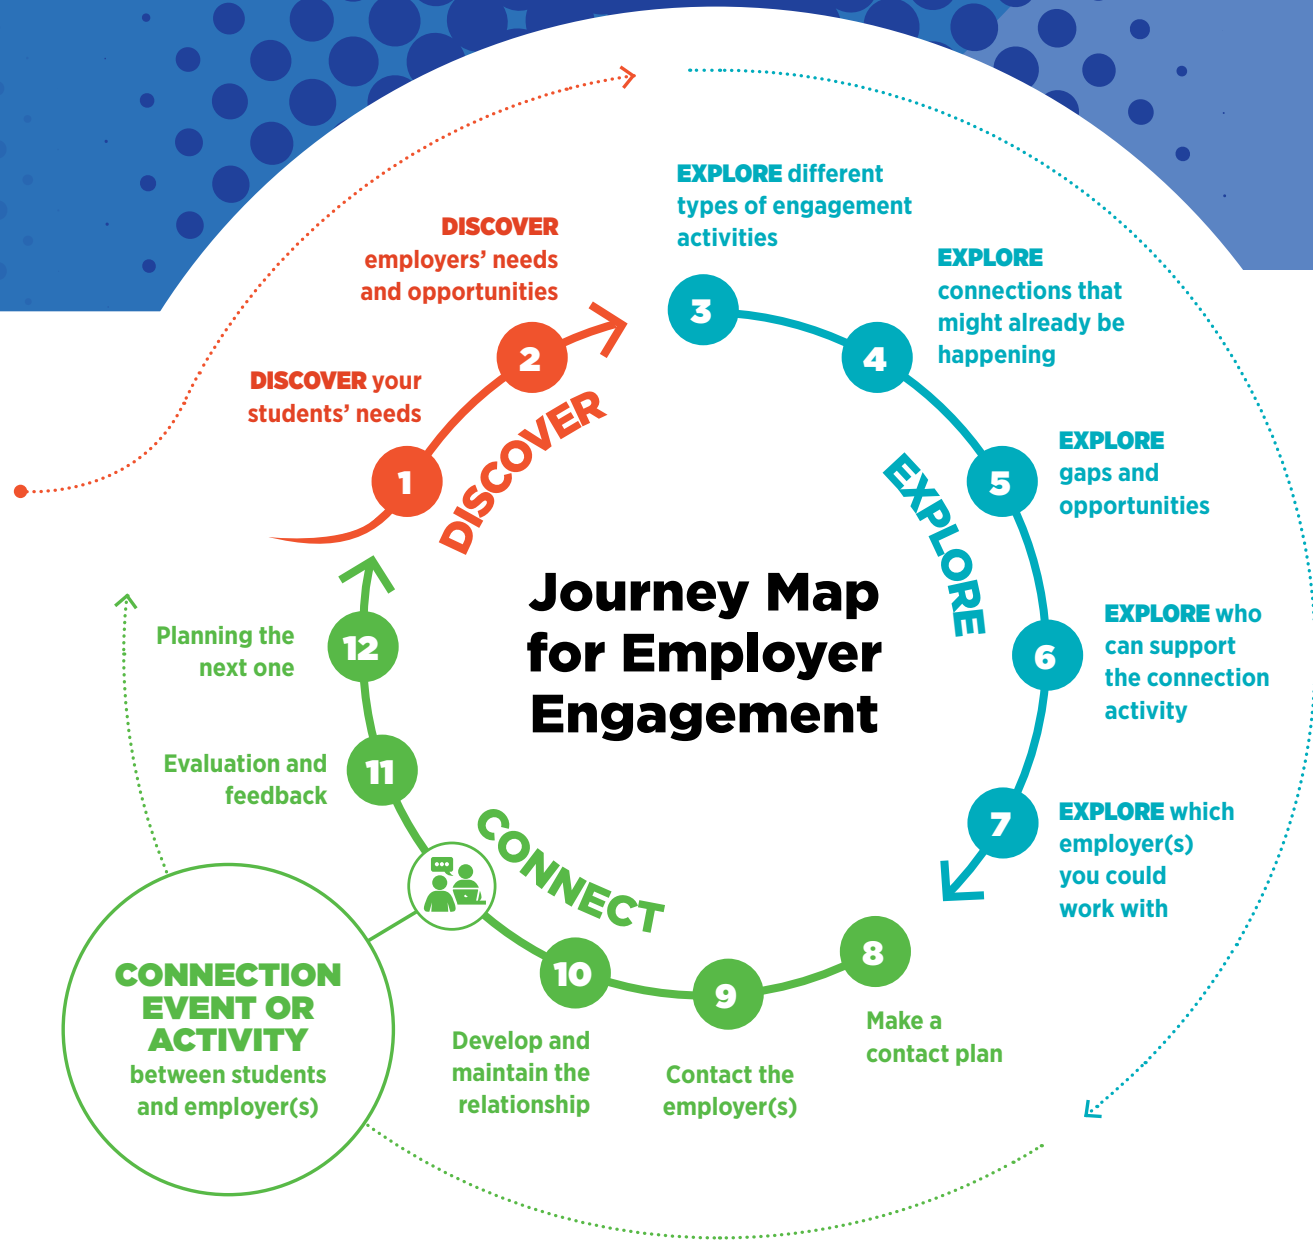 Journey Map
for Employer
Engagement
DISCOVER
1
DISCOVER your
students’ needs
2
DISCOVER
employers’ needs
and opportunities
EXPLORE
3
EXPLORE different
types of engagement
activities
4
EXPLORE
connections that
might already be
happening
5
EXPLORE
gaps and
opportunities
6
EXPLORE who
can support
the connection
activity
7
EXPLORE which
employer(s)
you could
work with
CONNECT
8
Make a
contact plan
9
Contact the
employer(s)
10
Develop and
maintain the
relationship
CONNECTION
EVENT OR
ACTIVITY
between students
and employer(s)
11
Evaluation and
feedback
12
Planning the
next one